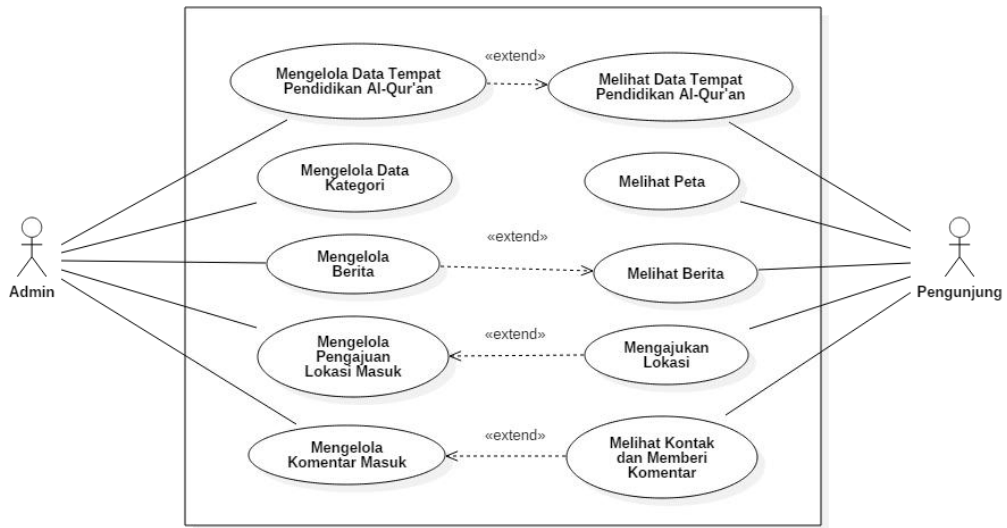 «extend»
Mengelola Data Tempat
Pendidikan Al-Qur'an
Melihat Data Tempat
Pendidikan Al-Qur'an
Mengelola Data
Kategori
Melihat Peta
«extend»
Mengelola
Berita
Melihat Berita
Admin
Pengunjung
«extend»
Mengelola
Pengajuan
Lokasi Masuk
Mengajukan
Lokasi
«extend»
Mengelola
Komentar Masuk
Melihat Kontak
dan Memberi
Komentar